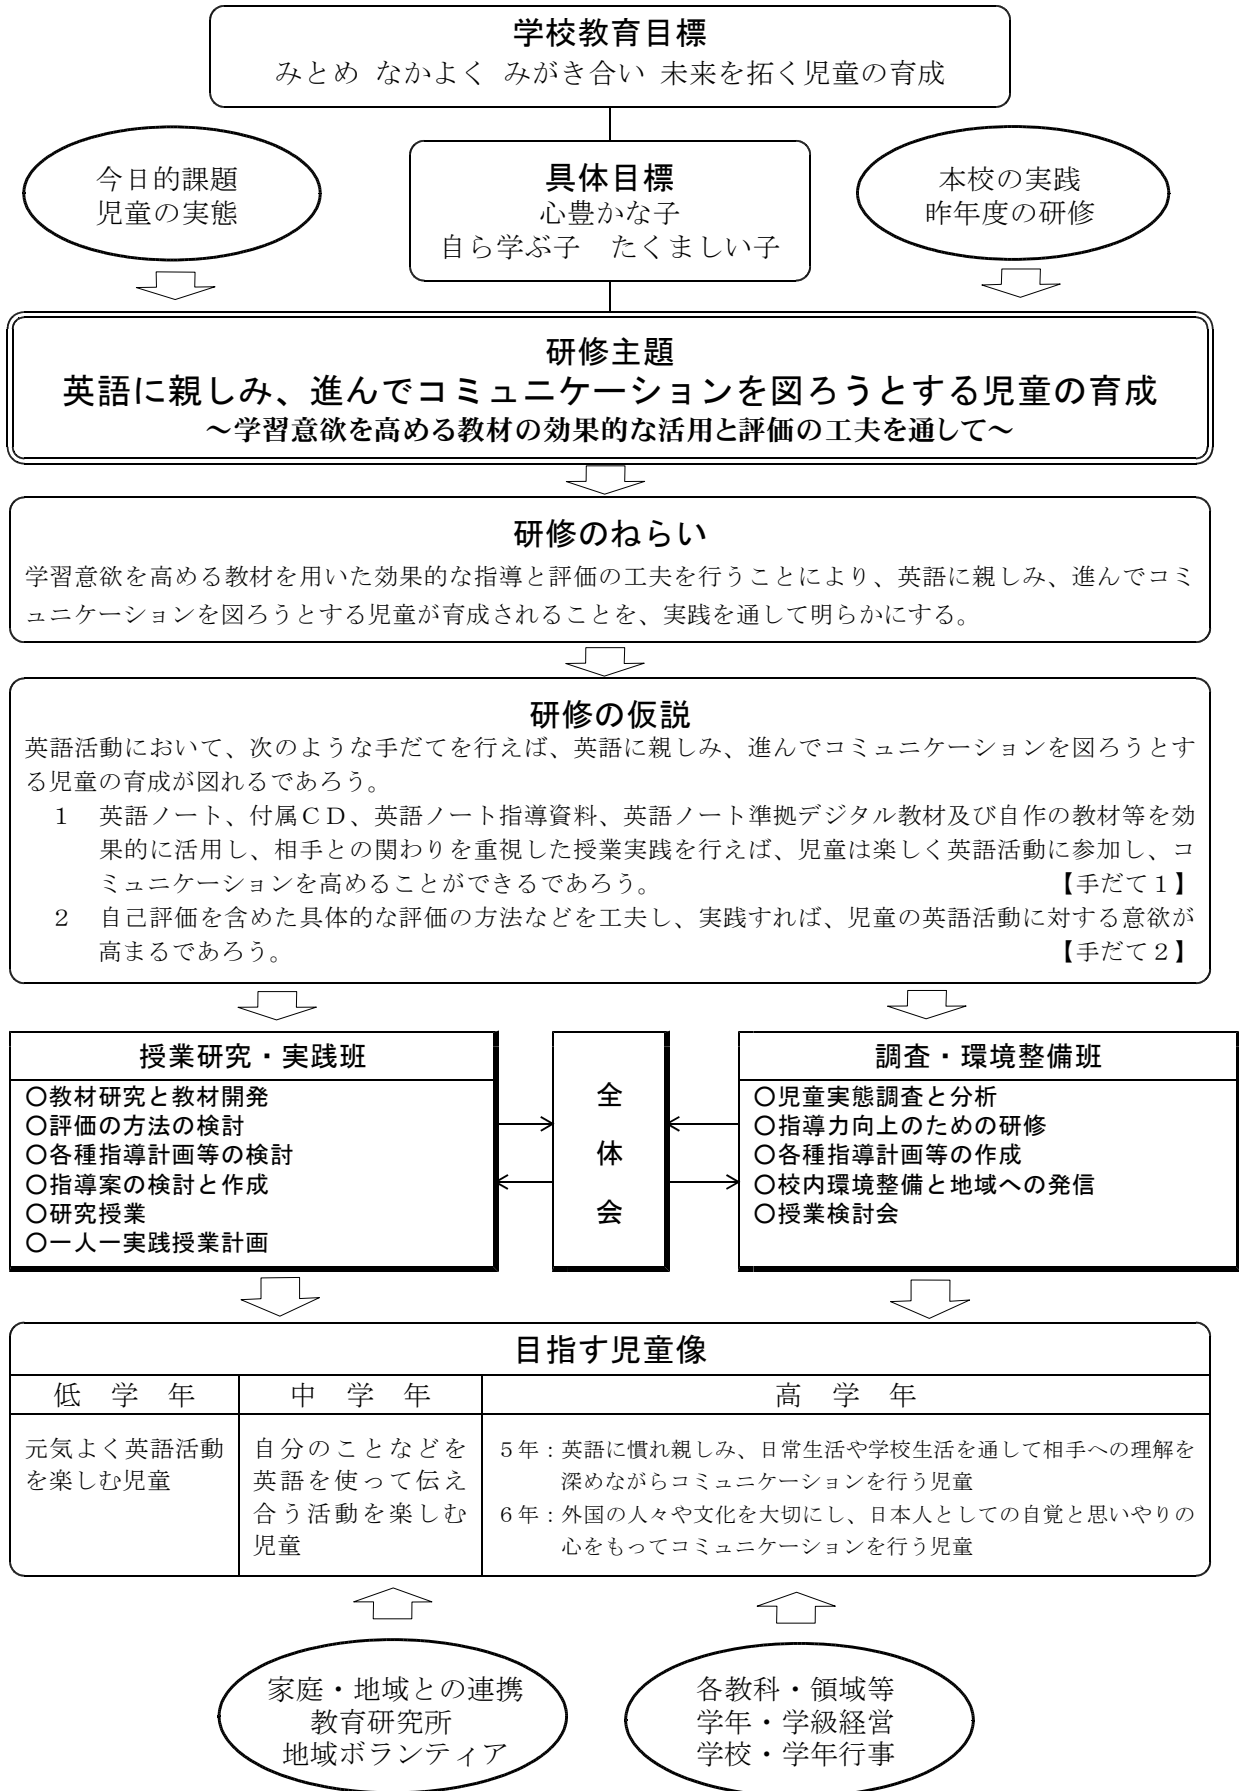 学校教育目標
みとめ なかよく みがき合い 未来を拓く児童の育成
今日的課題
児童の実態
具体目標
心豊かな子
自ら学ぶ子　たくましい子
本校の実践
昨年度の研修
研修主題
英語に親しみ、進んでコミュニケーションを図ろうとする児童の育成
～学習意欲を高める教材の効果的な活用と評価の工夫を通して～
研修のねらい
学習意欲を高める教材を用いた効果的な指導と評価の工夫を行うことにより、英語に親しみ、進んでコミ
ュニケーションを図ろうとする児童が育成されることを、実践を通して明らかにする。
研修の仮説
英語活動において、次のような手だてを行えば、英語に親しみ、進んでコミュニケーションを図ろうとす
る児童の育成が図れるであろう。
１　英語ノート、付属ＣＤ、英語ノート指導資料、英語ノート準拠デジタル教材及び自作の教材等を効
果的に活用し、相手との関わりを重視した授業実践を行えば、児童は楽しく英語活動に参加し、コ
ミュニケーションを高めることができるであろう。　【手だて１】
２　自己評価を含めた具体的な評価の方法などを工夫し、実践すれば、児童の英語活動に対する意欲が
高まるであろう。　【手だて２】
授業研究・実践班
○教材研究と教材開発
○評価の方法の検討
○各種指導計画等の検討
○指導案の検討と作成
○研究授業
○一人一実践授業計画
全
体
会
調査・環境整備班
○児童実態調査と分析
○指導力向上のための研修
○各種指導計画等の作成
○校内環境整備と地域への発信
○授業検討会
目指す児童像
低　学　年
中　学　年
高　学　年
元気よく英語活動
を楽しむ児童
自分のことなどを
英語を使って伝え
合う活動を楽しむ
児童
５年：英語に慣れ親しみ、日常生活や学校生活を通して相手への理解を
深めながらコミュニケーションを行う児童
６年：外国の人々や文化を大切にし、日本人としての自覚と思いやりの
心をもってコミュニケーションを行う児童
家庭・地域との連携
教育研究所
地域ボランティア
各教科・領域等
学年・学級経営
学校・学年行事